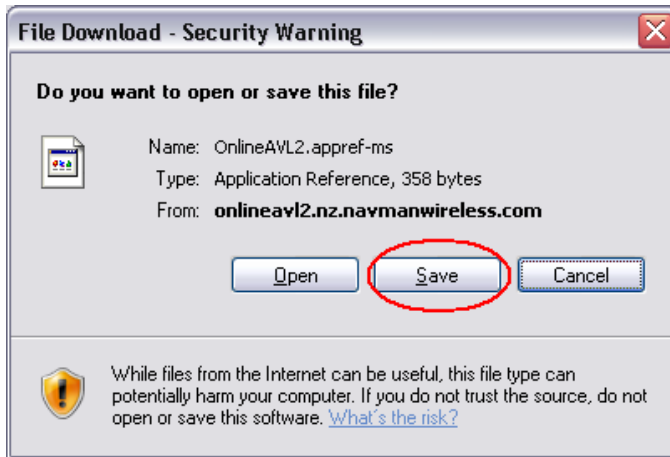 File Download - Security Warning
Do you want to open or save this file?
Name: OnlineAVL2.appref-ms
Type: Application Reference, 358 bytes
From: onlineavl2.nz.navmanwireless.com
Open Save Cancel
While files from the Internet can be useful, this file type can
potentially harm your computer. If you do not trust the source, do not
open or save this software. What's the risk?